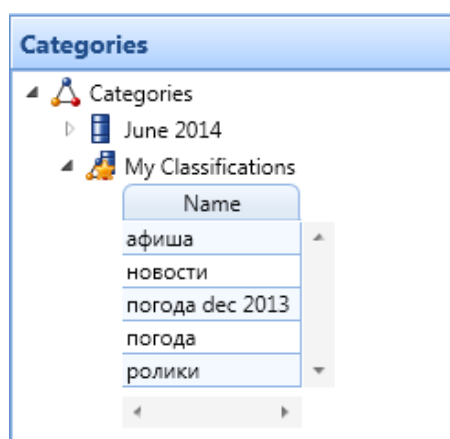 Categories
Categories
June 2014
My Classifications
Name
афиша
новости
погода dec 2013
погода
ролики